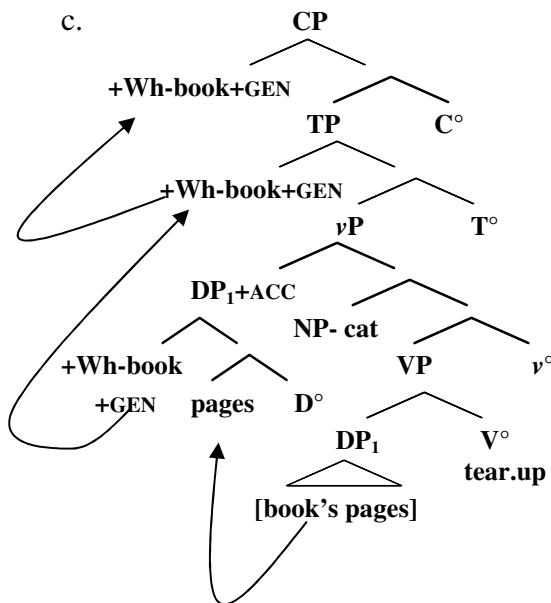 c.
CP
+Wh-book+GEN
TP C°
+Wh-book+GEN
vP T°
DP₁+ACC
NP- cat
+Wh-book VP v°
+GEN pages D°
DP₁ V°
tear.up
[book's pages]